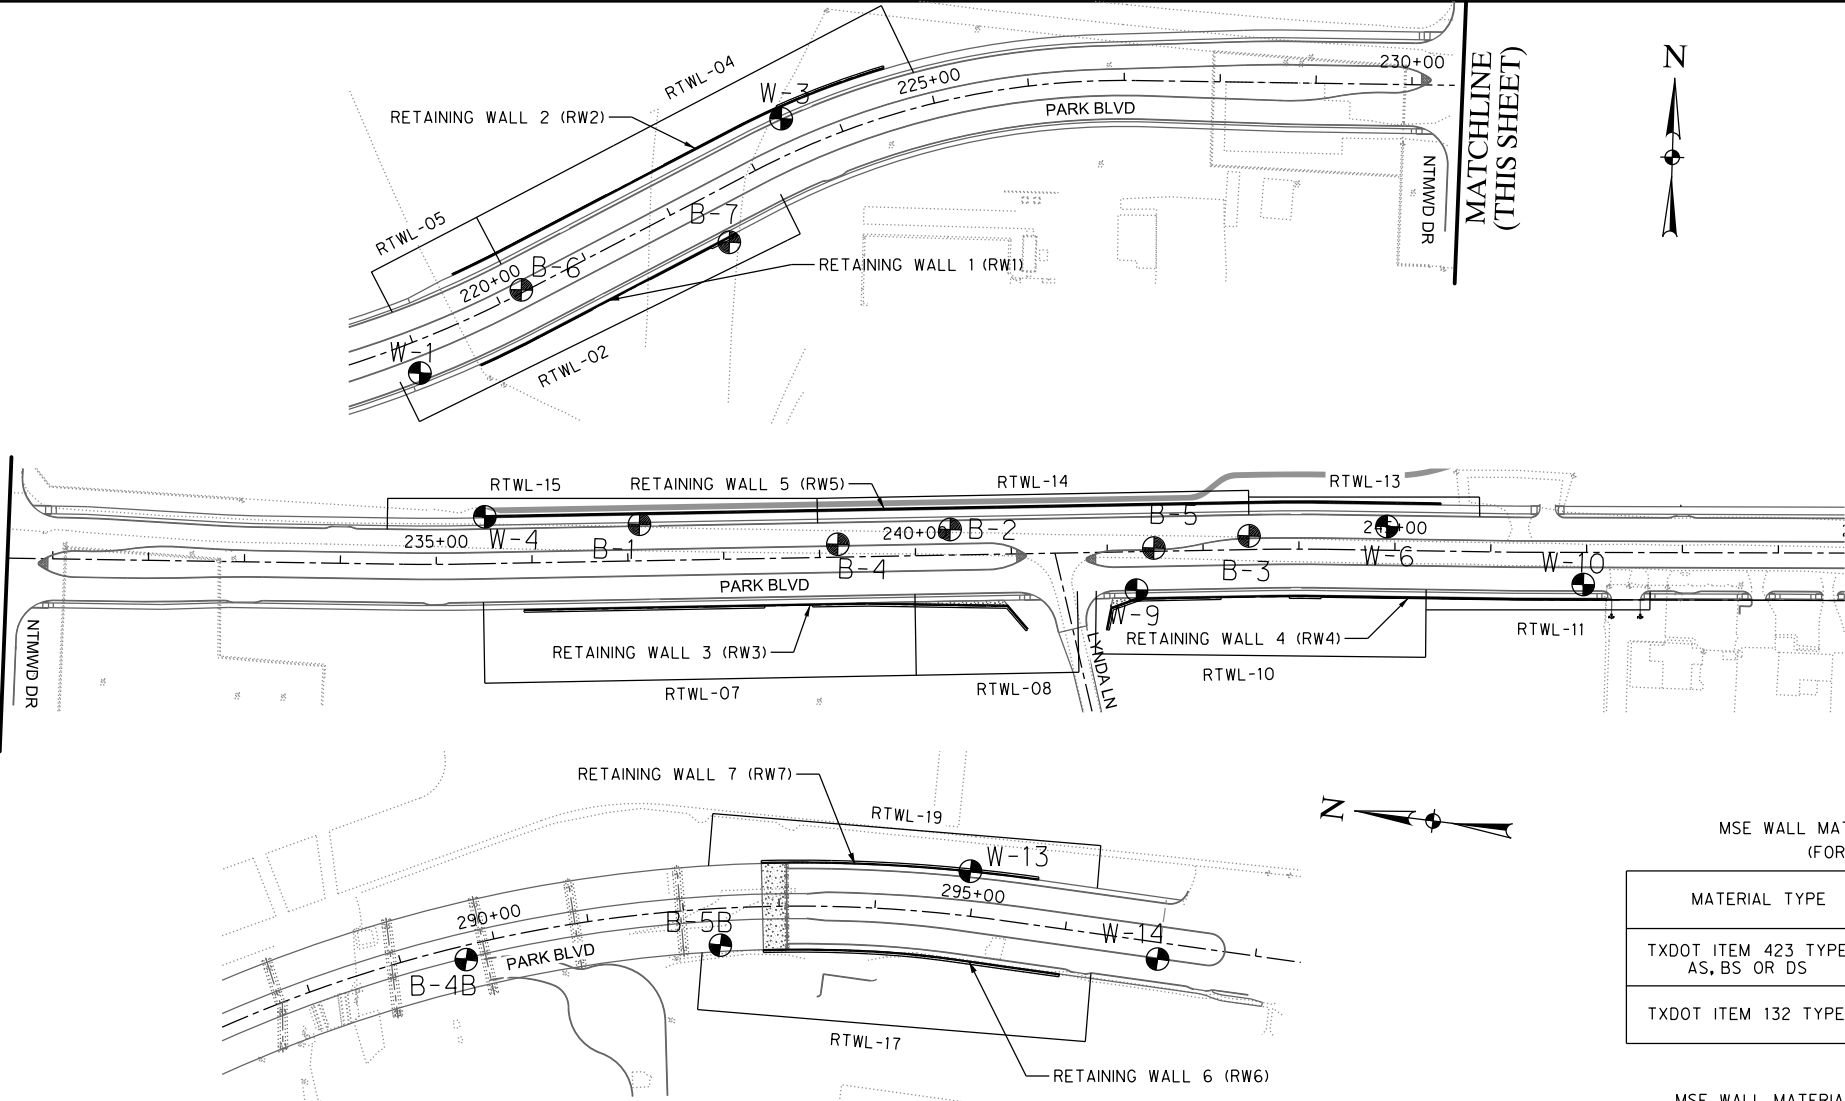 RTWL-04
W-3
225+00
230+00
N
RETAINING WALL 2 (RW2)
PARK BLVD
MATCHLINE
(THIS SHEET)
NTMWD DR
RTWL-05
B-7
B-6
220+00
RETAINING WALL 1 (RW1)
W-1
RTWL-02
RTWL-15
RETAINING WALL 5 (RW5)
RTWL-14
RTWL-13
235+00
W-4
B-1
240+00
B-2
B-5
W-6
B-4
B-3
W-10
PARK BLVD
W-9
NTMWD DR
RETAINING WALL 3 (RW3)
LYNDA LN
RETAINING WALL 4 (RW4)
RTWL-11
RTWL-07
RTWL-08
RTWL-10
RETAINING WALL 7 (RW7)
RTWL-19
N
W-13
295+00
290+00
B-5B
W-14
PARK BLVD
B-4B
RTWL-17
RETAINING WALL 6 (RW6)
MSE WALL MA
(FOR
MATERIAL TYPE
TXDOT ITEM 423 TYPE
AS, BS OR DS
TXDOT ITEM 132 TYPE